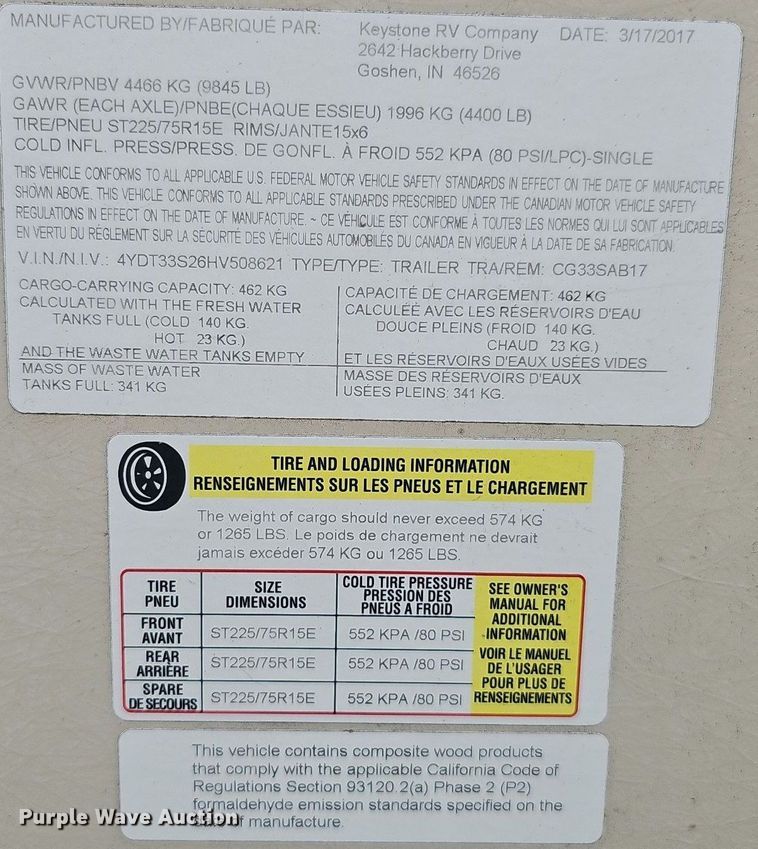 MANUFACTURED BY/FABRIQUÉ PAR: Keystone RV Company DATE: 3/17/2017
2642 Hackberry Drive
Goshen, IN 46526
GVWR/PNBV 4466 KG (9845 LB)
GAWR (EACH AXLE)/PNBE(CHAQUE ESSIEU) 1996 KG (4400 LB)
TIRE/PNEU ST225/75R15E RIMS/JANTE15x6
COLD INFL. PRESS/PRESS. DE GONFL. À FROID 552 KPA (80 PSI/LPC)-SINGLE
THIS VEHICLE CONFORMS TO ALL APPLICABLE U.S. FEDERAL MOTOR VEHICLE SAFETY STANDARDS IN EFFECT ON THE DATE OF MANUFACTURE
SHOWN ABOVE. THIS VEHICLE CONFORMS TO ALL APPLICABLE STANDARDS PRESCRIBED UNDER THE CANADIAN MOTOR VEHICLE SAFETY
REGULATIONS IN EFFECT ON THE DATE OF MANUFACTURE. ~ CE VÉHICULE EST CONFORME À TOUTES LES NORMES QUI LUI SONT APPLICABLES
EN VERTU DU RÈGLEMENT SUR LA SÉCURITÉ DES VÉHICULES AUTOMOBILES DU CANADA EN VIGUEUR À LA DATE DE SA FABRICATION.
V.I.N./N.I.V.: 4YDT33S26HV508621 TYPE/TYPE: TRAILER TRA/REM: CG33SAB17
CARGO-CARRYING CAPACITY: 462 KG
CALCULATED WITH THE FRESH WATER
TANKS FULL (COLD 140 KG.
HOT 23 KG.)
AND THE WASTE WATER TANKS EMPTY
MASS OF WASTE WATER
TANKS FULL: 341 KG
CAPACITÉ DE CHARGEMENT: 462 KG
CALCULÉE AVEC LES RÉSERVOIRS D'EAU
DOUCE PLEINS (FROID 140 KG.
CHAUD 23 KG.)
ET LES RÉSERVOIRS D'EAUX USÉES VIDES
MASSE DES RÉSERVOIRS D'EAUX
USÉES PLEINS: 341 KG.
TIRE AND LOADING INFORMATION
RENSEIGNEMENTS SUR LES PNEUS ET LE CHARGEMENT
The weight of cargo should never exceed 574 KG
or 1265 LBS. Le poids de chargement ne devrait
jamais excéder 574 KG ou 1265 LBS.
TIRE
PNEU
SIZE
DIMENSIONS
COLD TIRE PRESSURE
PRESSION DES
PNEUS A FROID
FRONT
AVANT
ST225/75R15E 552 KPA /80 PSI
REAR
ARRIÈRE
ST225/75R15E 552 KPA /80 PSI
SPARE
DE SECOURS
ST225/75R15E 552 KPA /80 PSI
SEE OWNER'S
MANUAL FOR
ADDITIONAL
INFORMATION
VOIR LE MANUEL
DE L'USAGER
POUR PLUS DE
RENSEIGNEMENTS
This vehicle contains composite wood products
that comply with the applicable California Code of
Regulations Section 93120.2(a) Phase 2 (P2)
formaldehyde emission standards specified on the
of manufacture.
Purple Wave Auction